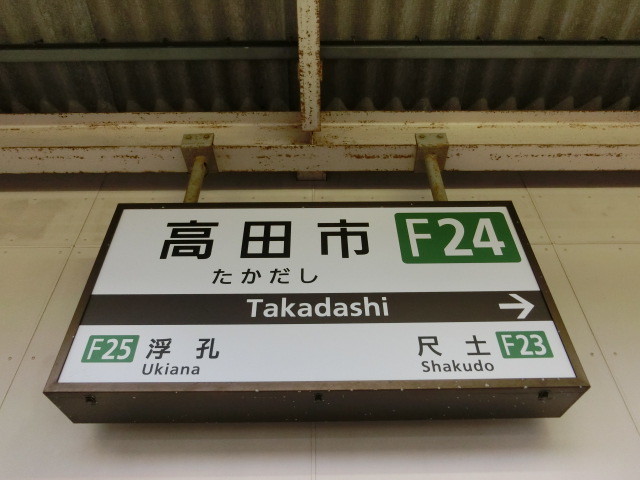 高田市 F24
たかだし
Takadashi →
F25 浮孔 尺土 F23
Ukiana Shakudo